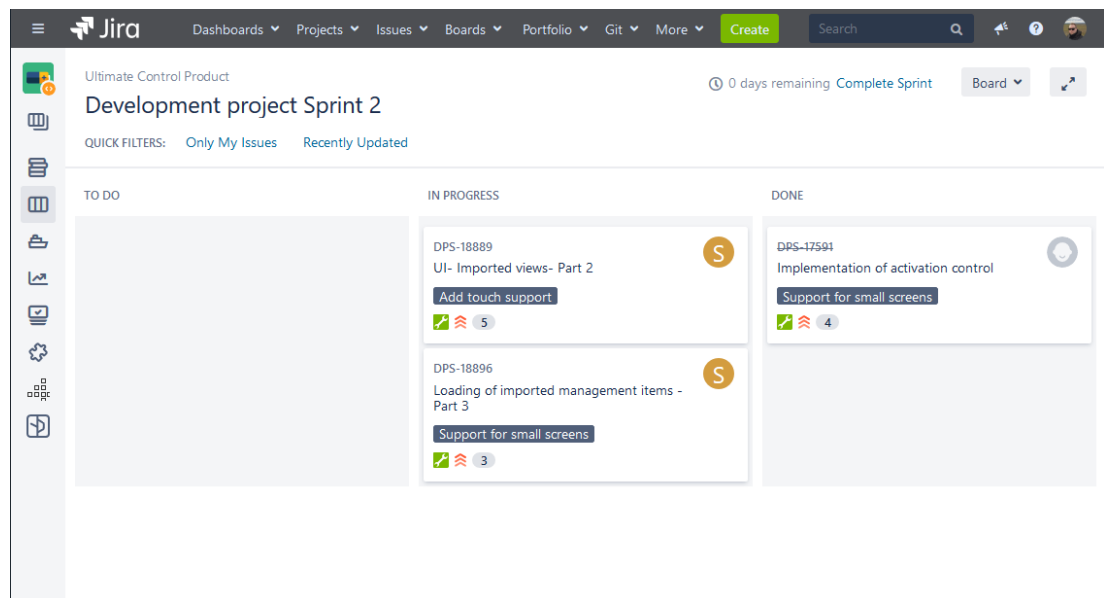 Jira Dashboards Projects Issues Boards Portfolio Git More Create Search
Ultimate Control Product
0 days remaining Complete Sprint Board
Development project Sprint 2
QUICK FILTERS: Only My Issues Recently Updated
TO DO
IN PROGRESS
DONE
DPS-18889
S
UI- Imported views- Part 2
Add touch support
5
DPS-18896
S
Loading of imported management items -
Part 3
Support for small screens
3
DPS-17591
Implementation of activation control
Support for small screens
4